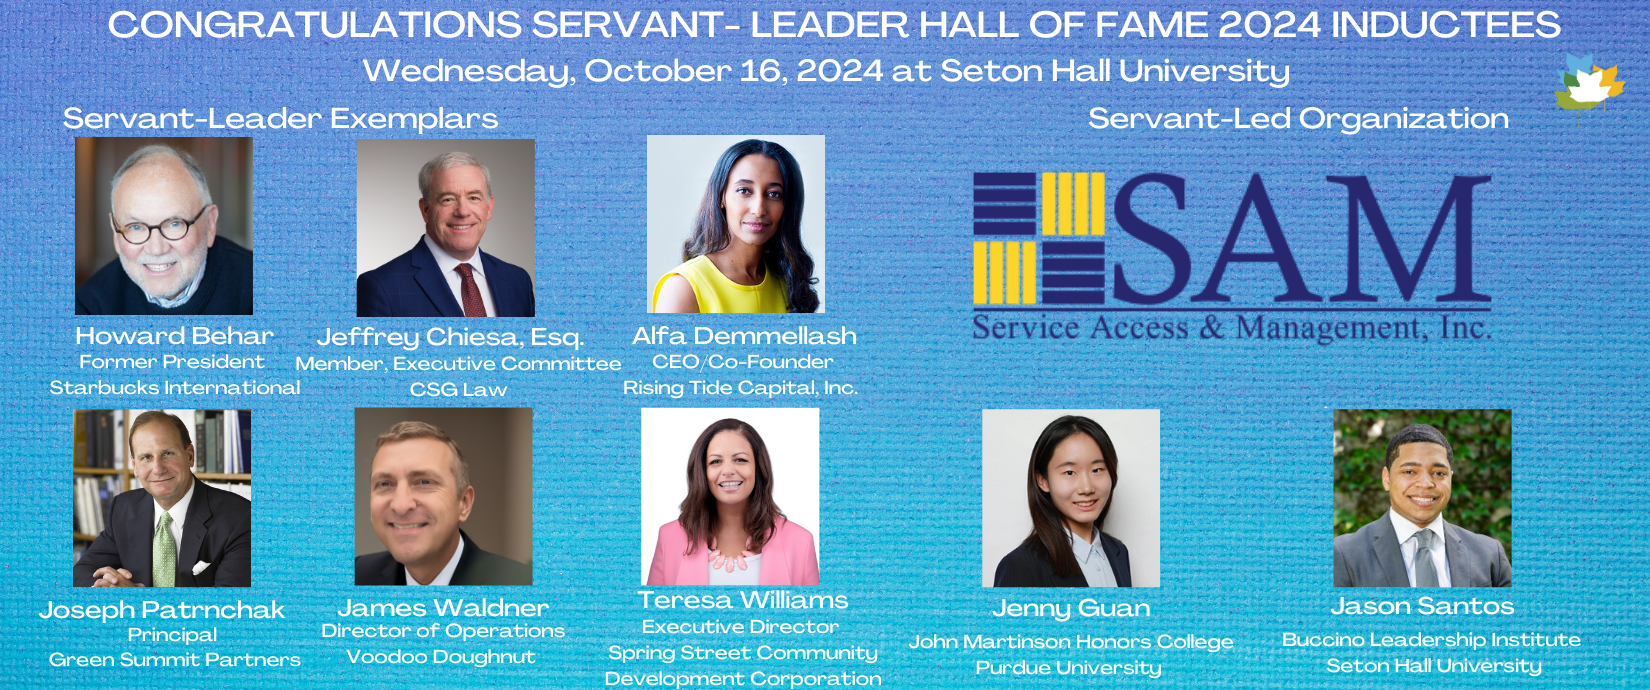 CONGRATULATIONS SERVANT- LEADER HALL OF FAME 2024 INDUCTEES
Wednesday, October 16, 2024 at Seton Hall University
Servant-Leader Exemplars
Servant-Led Organization
SAM
Service Access & Management, Inc.
Howard Behar
Former President
Starbucks International
Jeffrey Chiesa, Esq.
Member, Executive Committee
CSG Law
Alfa Demmellash
CEO/Co-Founder
Rising Tide Capital, Inc.
Joseph Patrnchak
Principal
Green Summit Partners
James Waldner
Director of Operations
Voodoo Doughnut
Teresa Williams
Executive Director
Spring Street Community
Development Corporation
Jenny Guan
John Martinson Honors College
Purdue University
Jason Santos
Buccino Leadership Institute
Seton Hall University